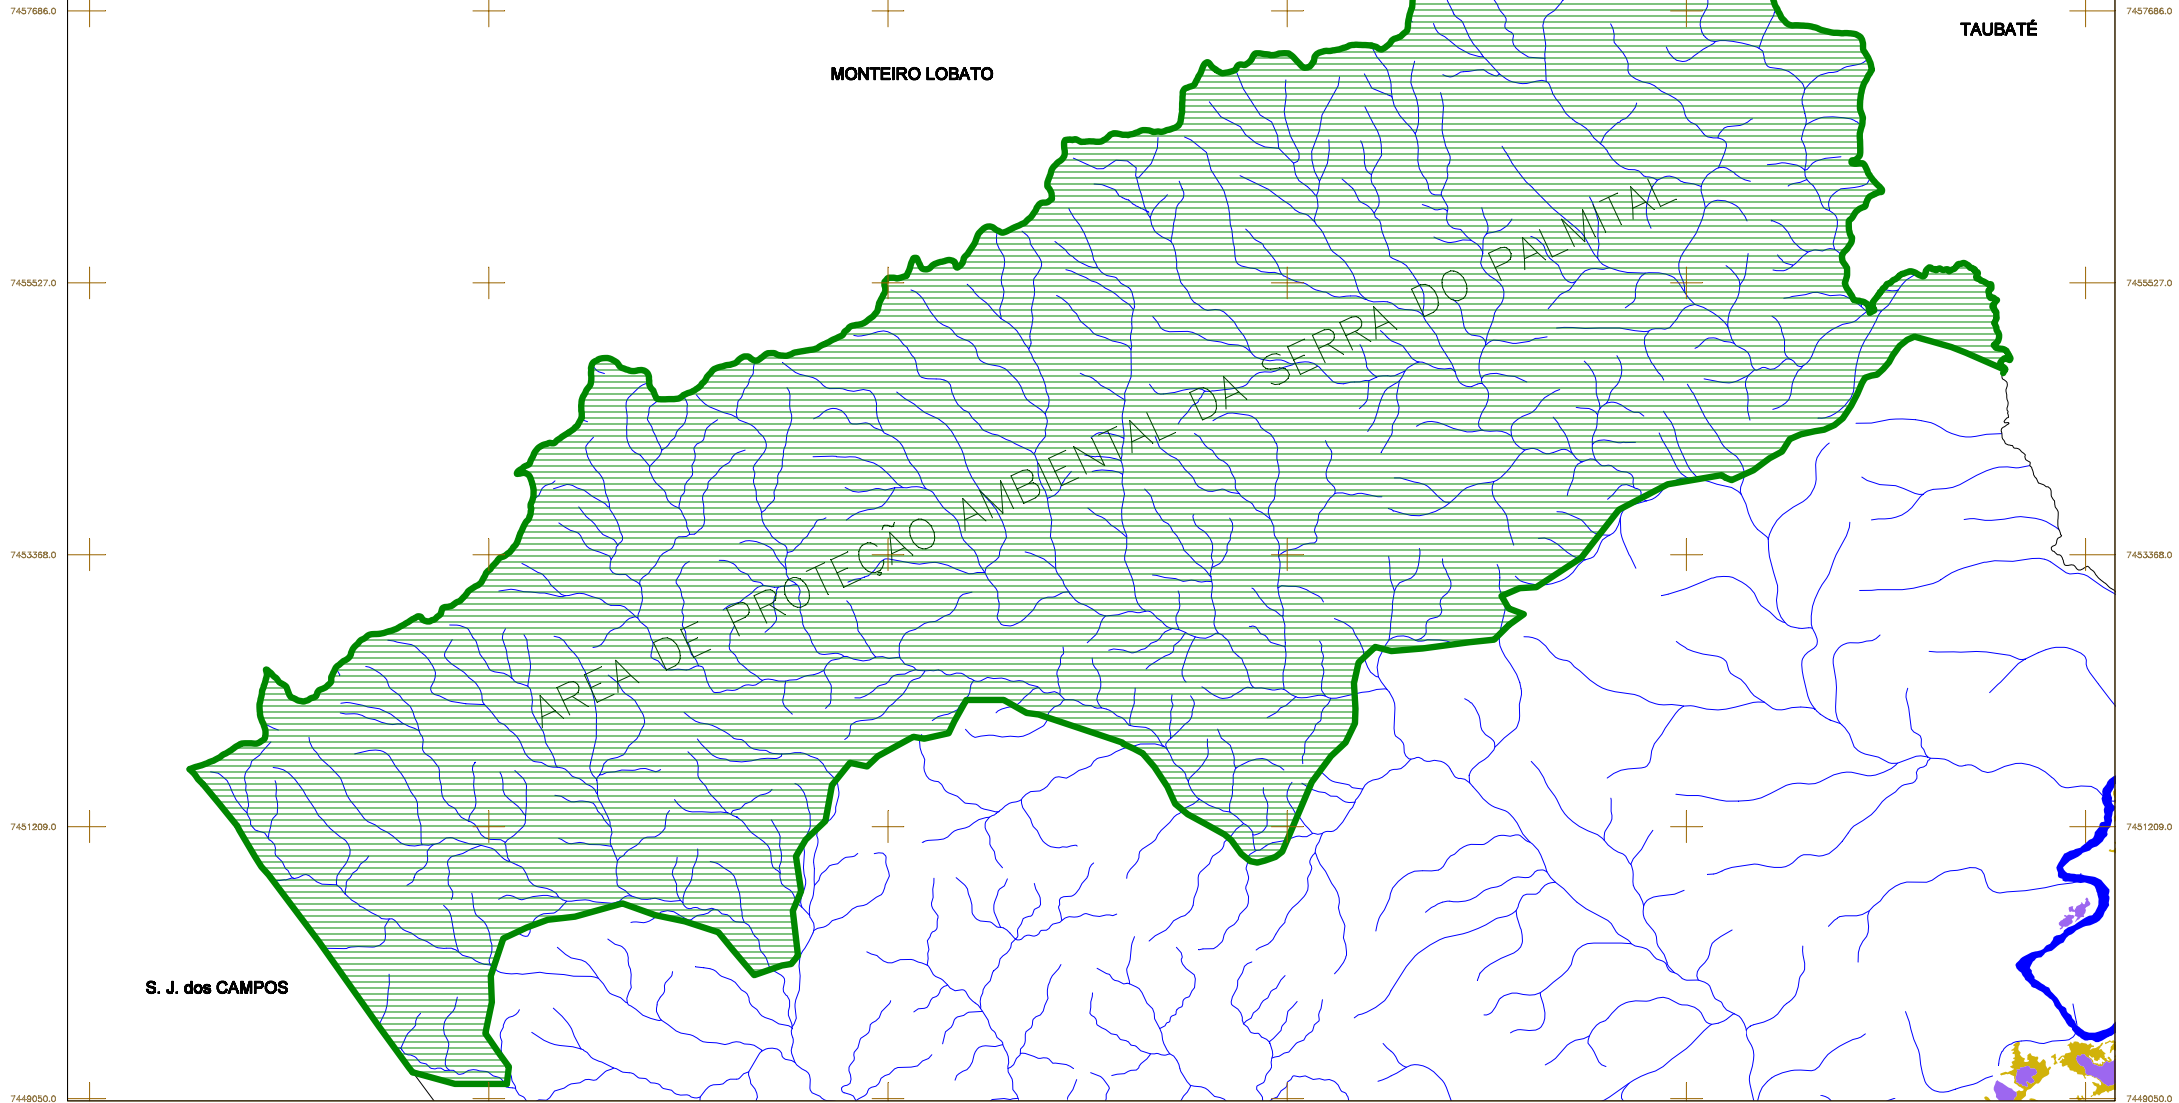 7457686.0
7457686.0
TAUBATÉ
MONTEIRO LOBATO
7455527.0
7455527.0
AREA DE PROTEÇÃO AMBIENTAL DA SERRA DO PALMITAL
7453368.0
7453368.0
7451209.0
7451209.0
S. J. dos CAMPOS
7449050.0
7449050.0